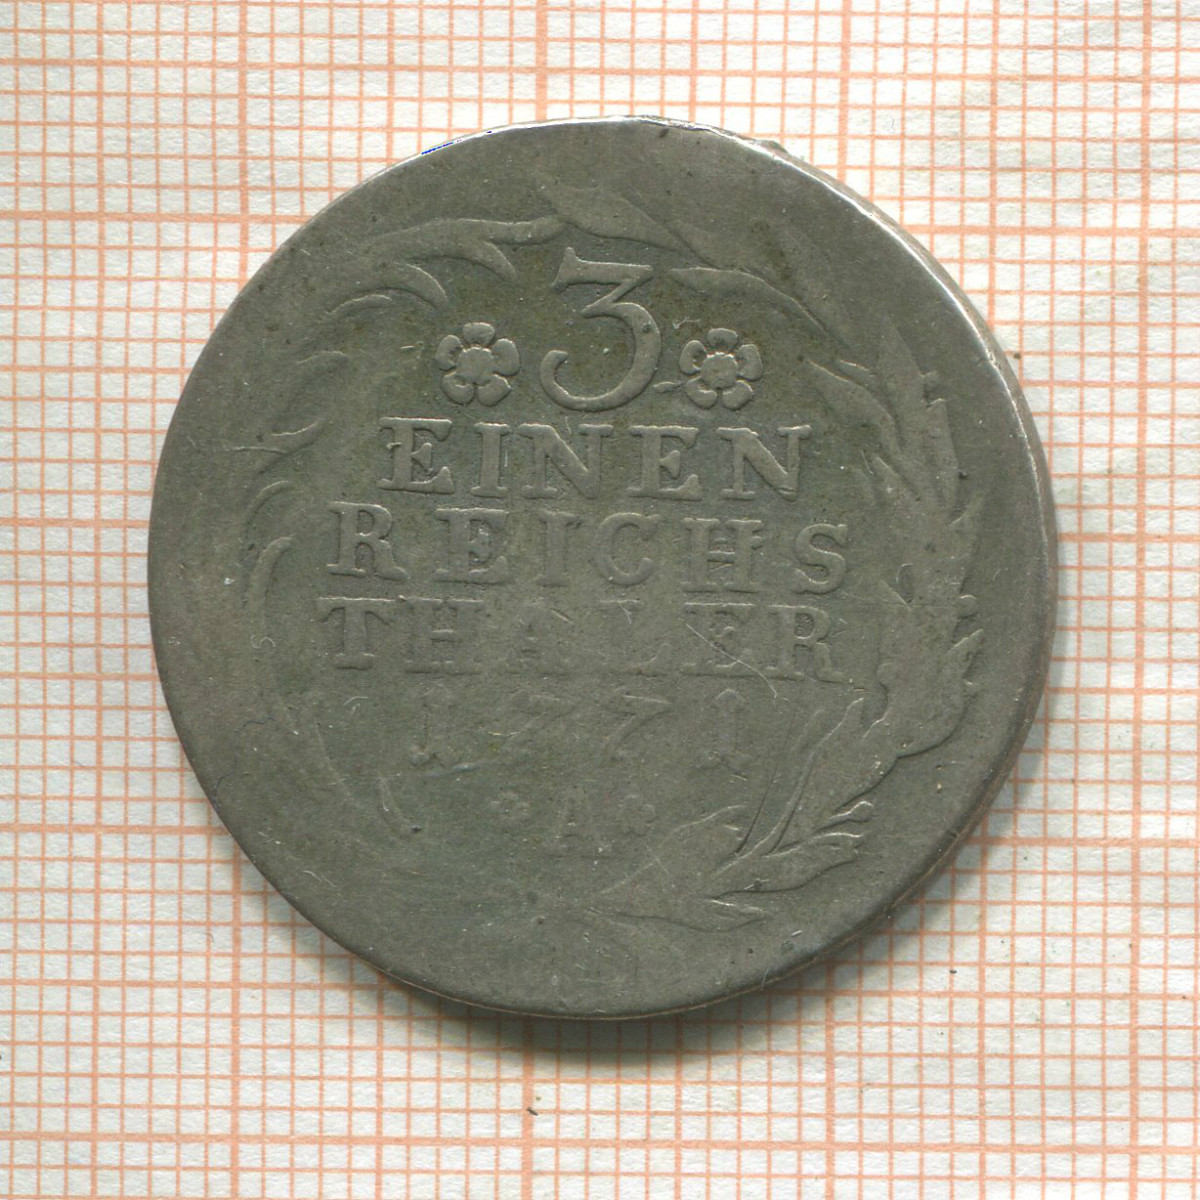 3
EINEN
REICHS
THALER
1771
A